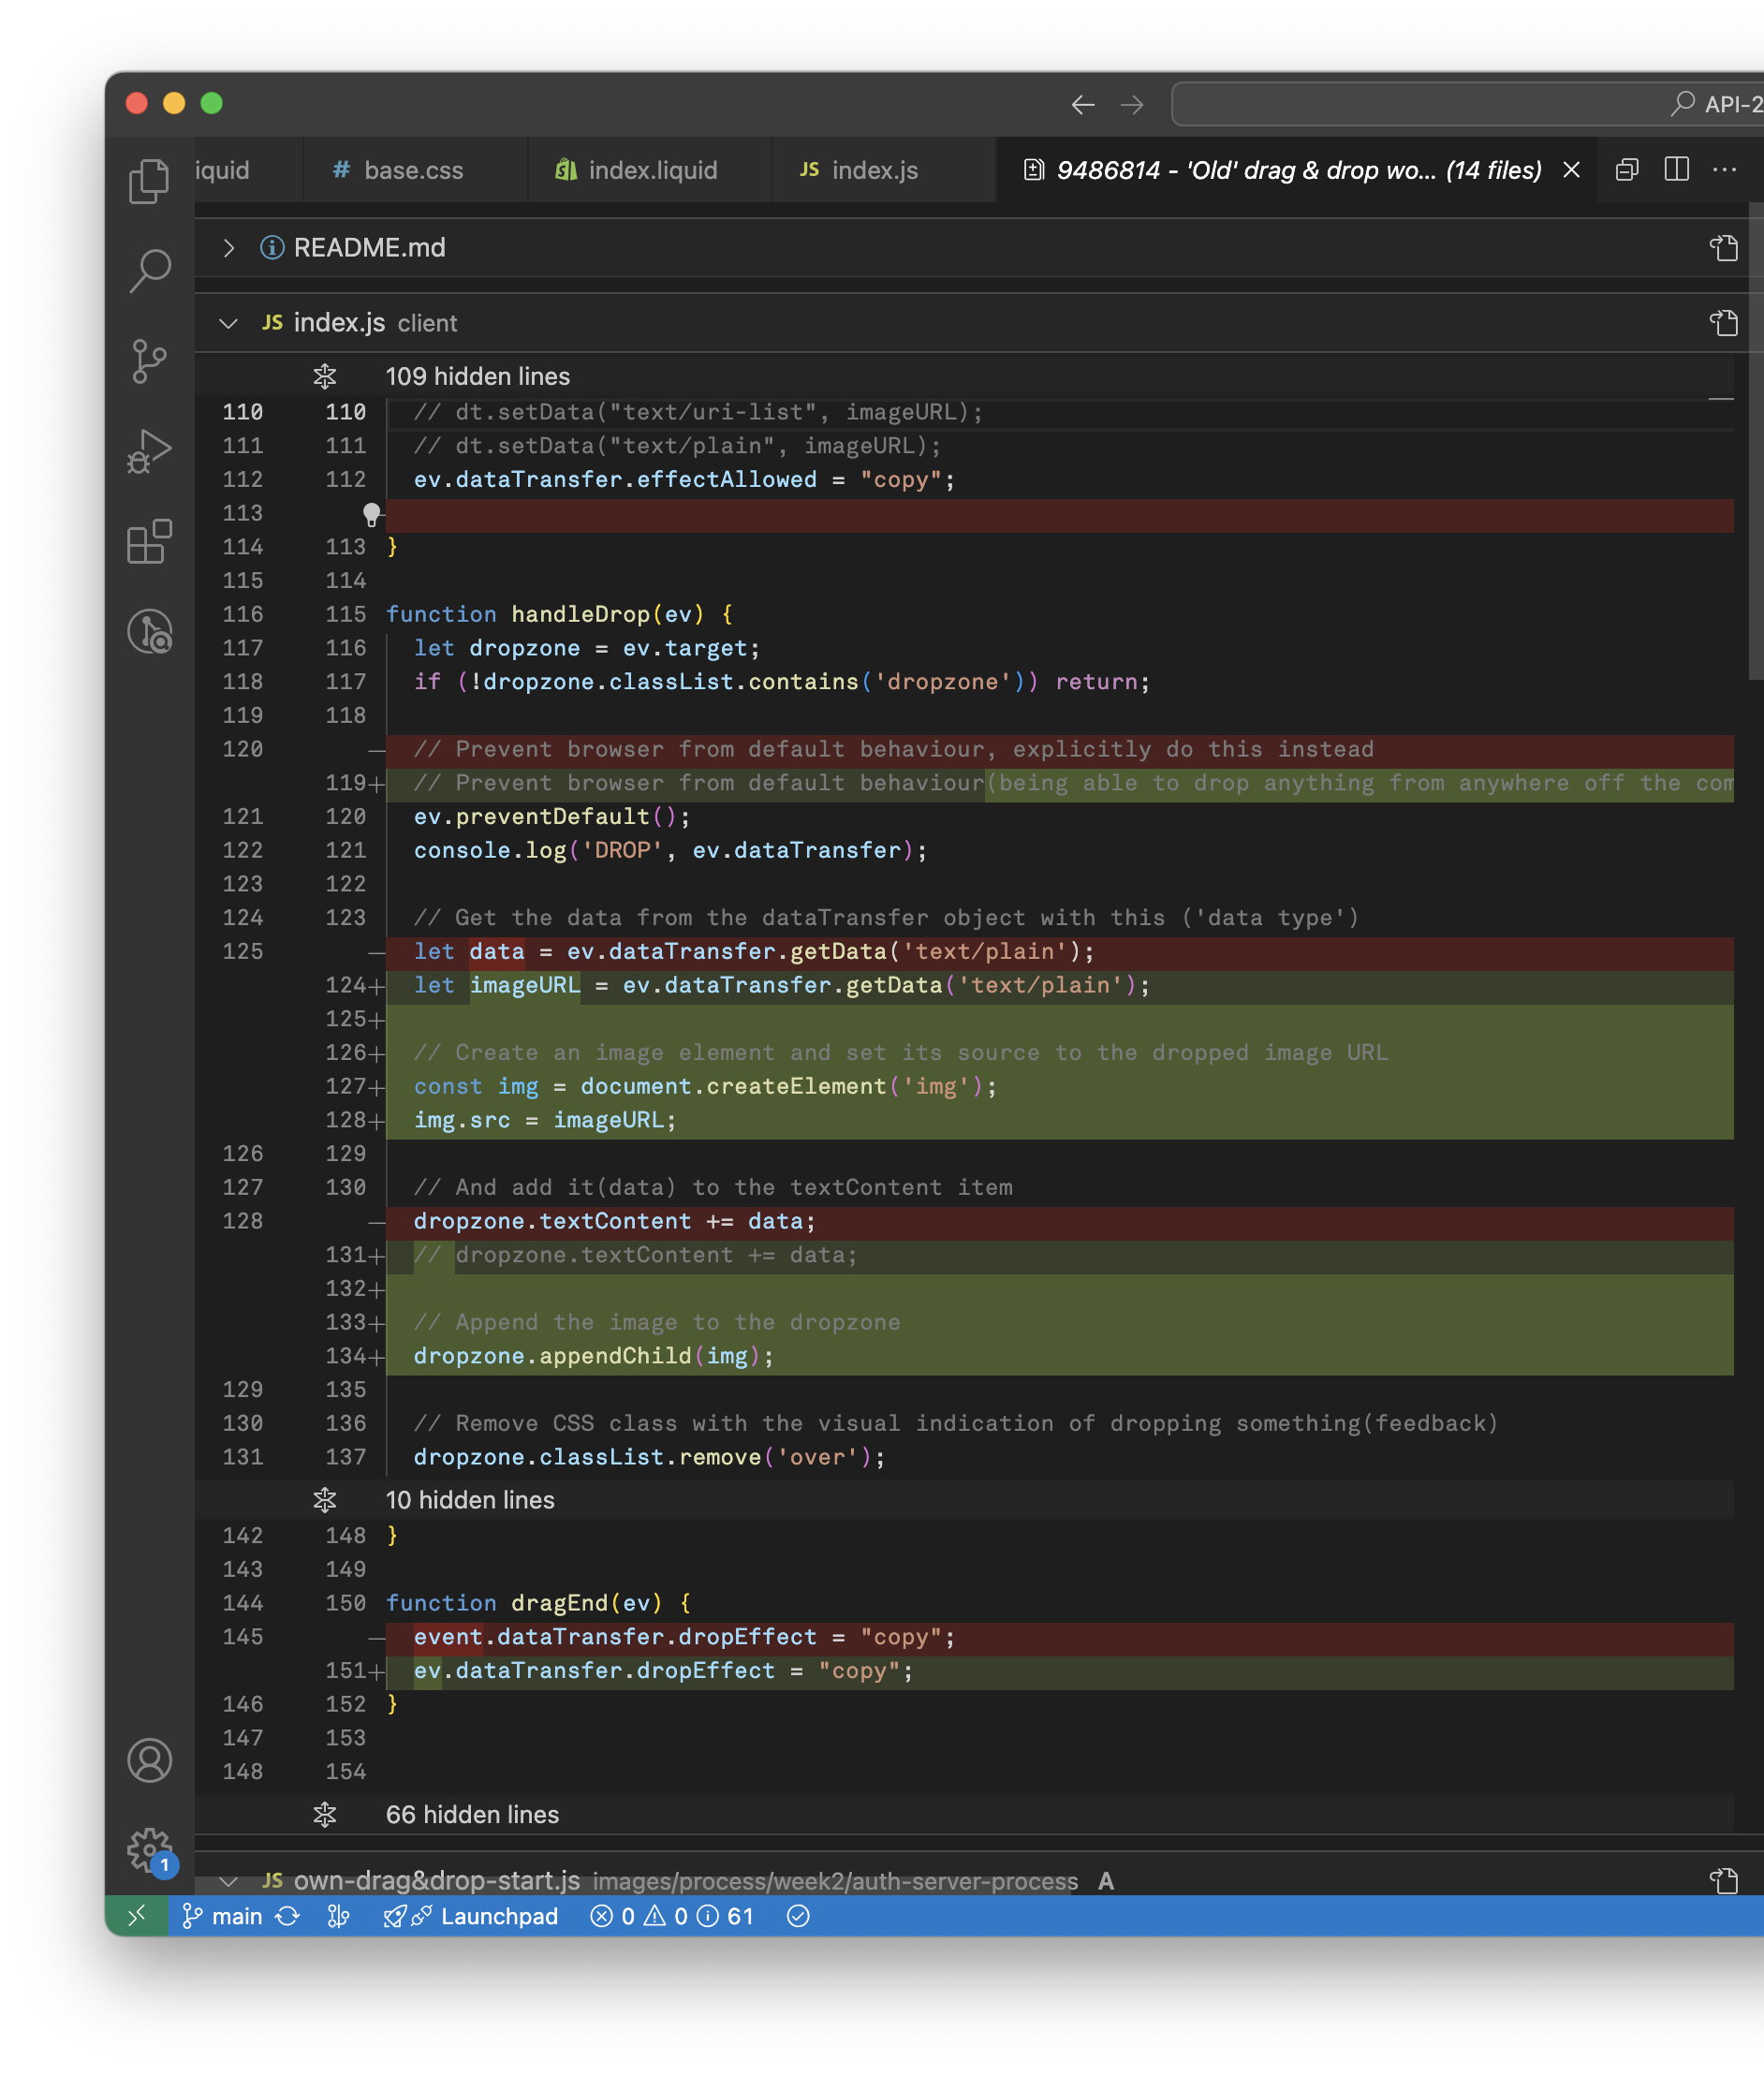 API-2
iquid
# base.css
index.liquid
JS index.js
9486814 - 'Old' drag & drop wo... (14 files)
README.md
JS index.js client
109 hidden lines
110 110 // dt.setData("text/uri-list", imageURL);
111 111 // dt.setData("text/plain", imageURL);
112 112 ev.dataTransfer.effectAllowed = "copy";
113
114 113 }
115 114
116 115 function handleDrop(ev) {
117 116 let dropzone = ev.target;
118 117 if (!dropzone.classList.contains('dropzone')) return;
119 118
120 — // Prevent browser from default behaviour, explicitly do this instead
119+ // Prevent browser from default behaviour(being able to drop anything from anywhere off the com
121 120 ev.preventDefault();
122 121 console.log('DROP', ev.dataTransfer);
123 122
124 123 // Get the data from the dataTransfer object with this ('data type')
125 — let data = ev.dataTransfer.getData('text/plain');
124+ let imageURL = ev.dataTransfer.getData('text/plain');
125+
126+ // Create an image element and set its source to the dropped image URL
127+ const img = document.createElement('img');
128+ img.src = imageURL;
126 129
127 130 // And add it(data) to the textContent item
128 — dropzone.textContent += data;
131+ // dropzone.textContent += data;
132+
133+ // Append the image to the dropzone
134+ dropzone.appendChild(img);
129 135
130 136 // Remove CSS class with the visual indication of dropping something(feedback)
131 137 dropzone.classList.remove('over');
10 hidden lines
142 148 }
143 149
144 150 function dragEnd(ev) {
145 — event.dataTransfer.dropEffect = "copy";
151+ ev.dataTransfer.dropEffect = "copy";
146 152 }
147 153
148 154
66 hidden lines
JS own-drag&drop-start.js images/process/week2/auth-server-process A
1
main Launchpad 0 0 61